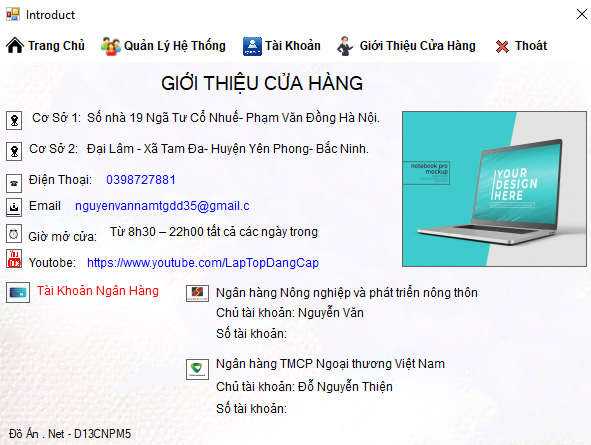 Introduct
Trang Chủ Quản Lý Hệ Thống Tài Khoản Giới Thiệu Cửa Hàng Thoát
GIỚI THIỆU CỬA HÀNG
Cơ Sở 1: Số nhà 19 Ngã Tư Cổ Nhuế- Phạm Văn Đồng Hà Nội.
Cơ Sở 2: Đại Lâm - Xã Tam Đa- Huyện Yên Phong- Bắc Ninh.
Điện Thoại: 0398727881
Email nguyenvannamtgdd35@gmail.c
Giờ mở cửa: Từ 8h30 – 22h00 tất cả các ngày trong
Youtobe: https://www.youtube.com/LapTopDangCap
notebook pro
mockup
YOUR
DESIGN
HERE
Tài Khoản Ngân Hàng
Ngân hàng Nông nghiệp và phát triển nông thôn
Chủ tài khoản: Nguyễn Văn
Số tài khoản:
Ngân hàng TMCP Ngoại thương Việt Nam
Chủ tài khoản: Đỗ Nguyễn Thiện
Số tài khoản:
Đồ Án . Net - D13CNPM5